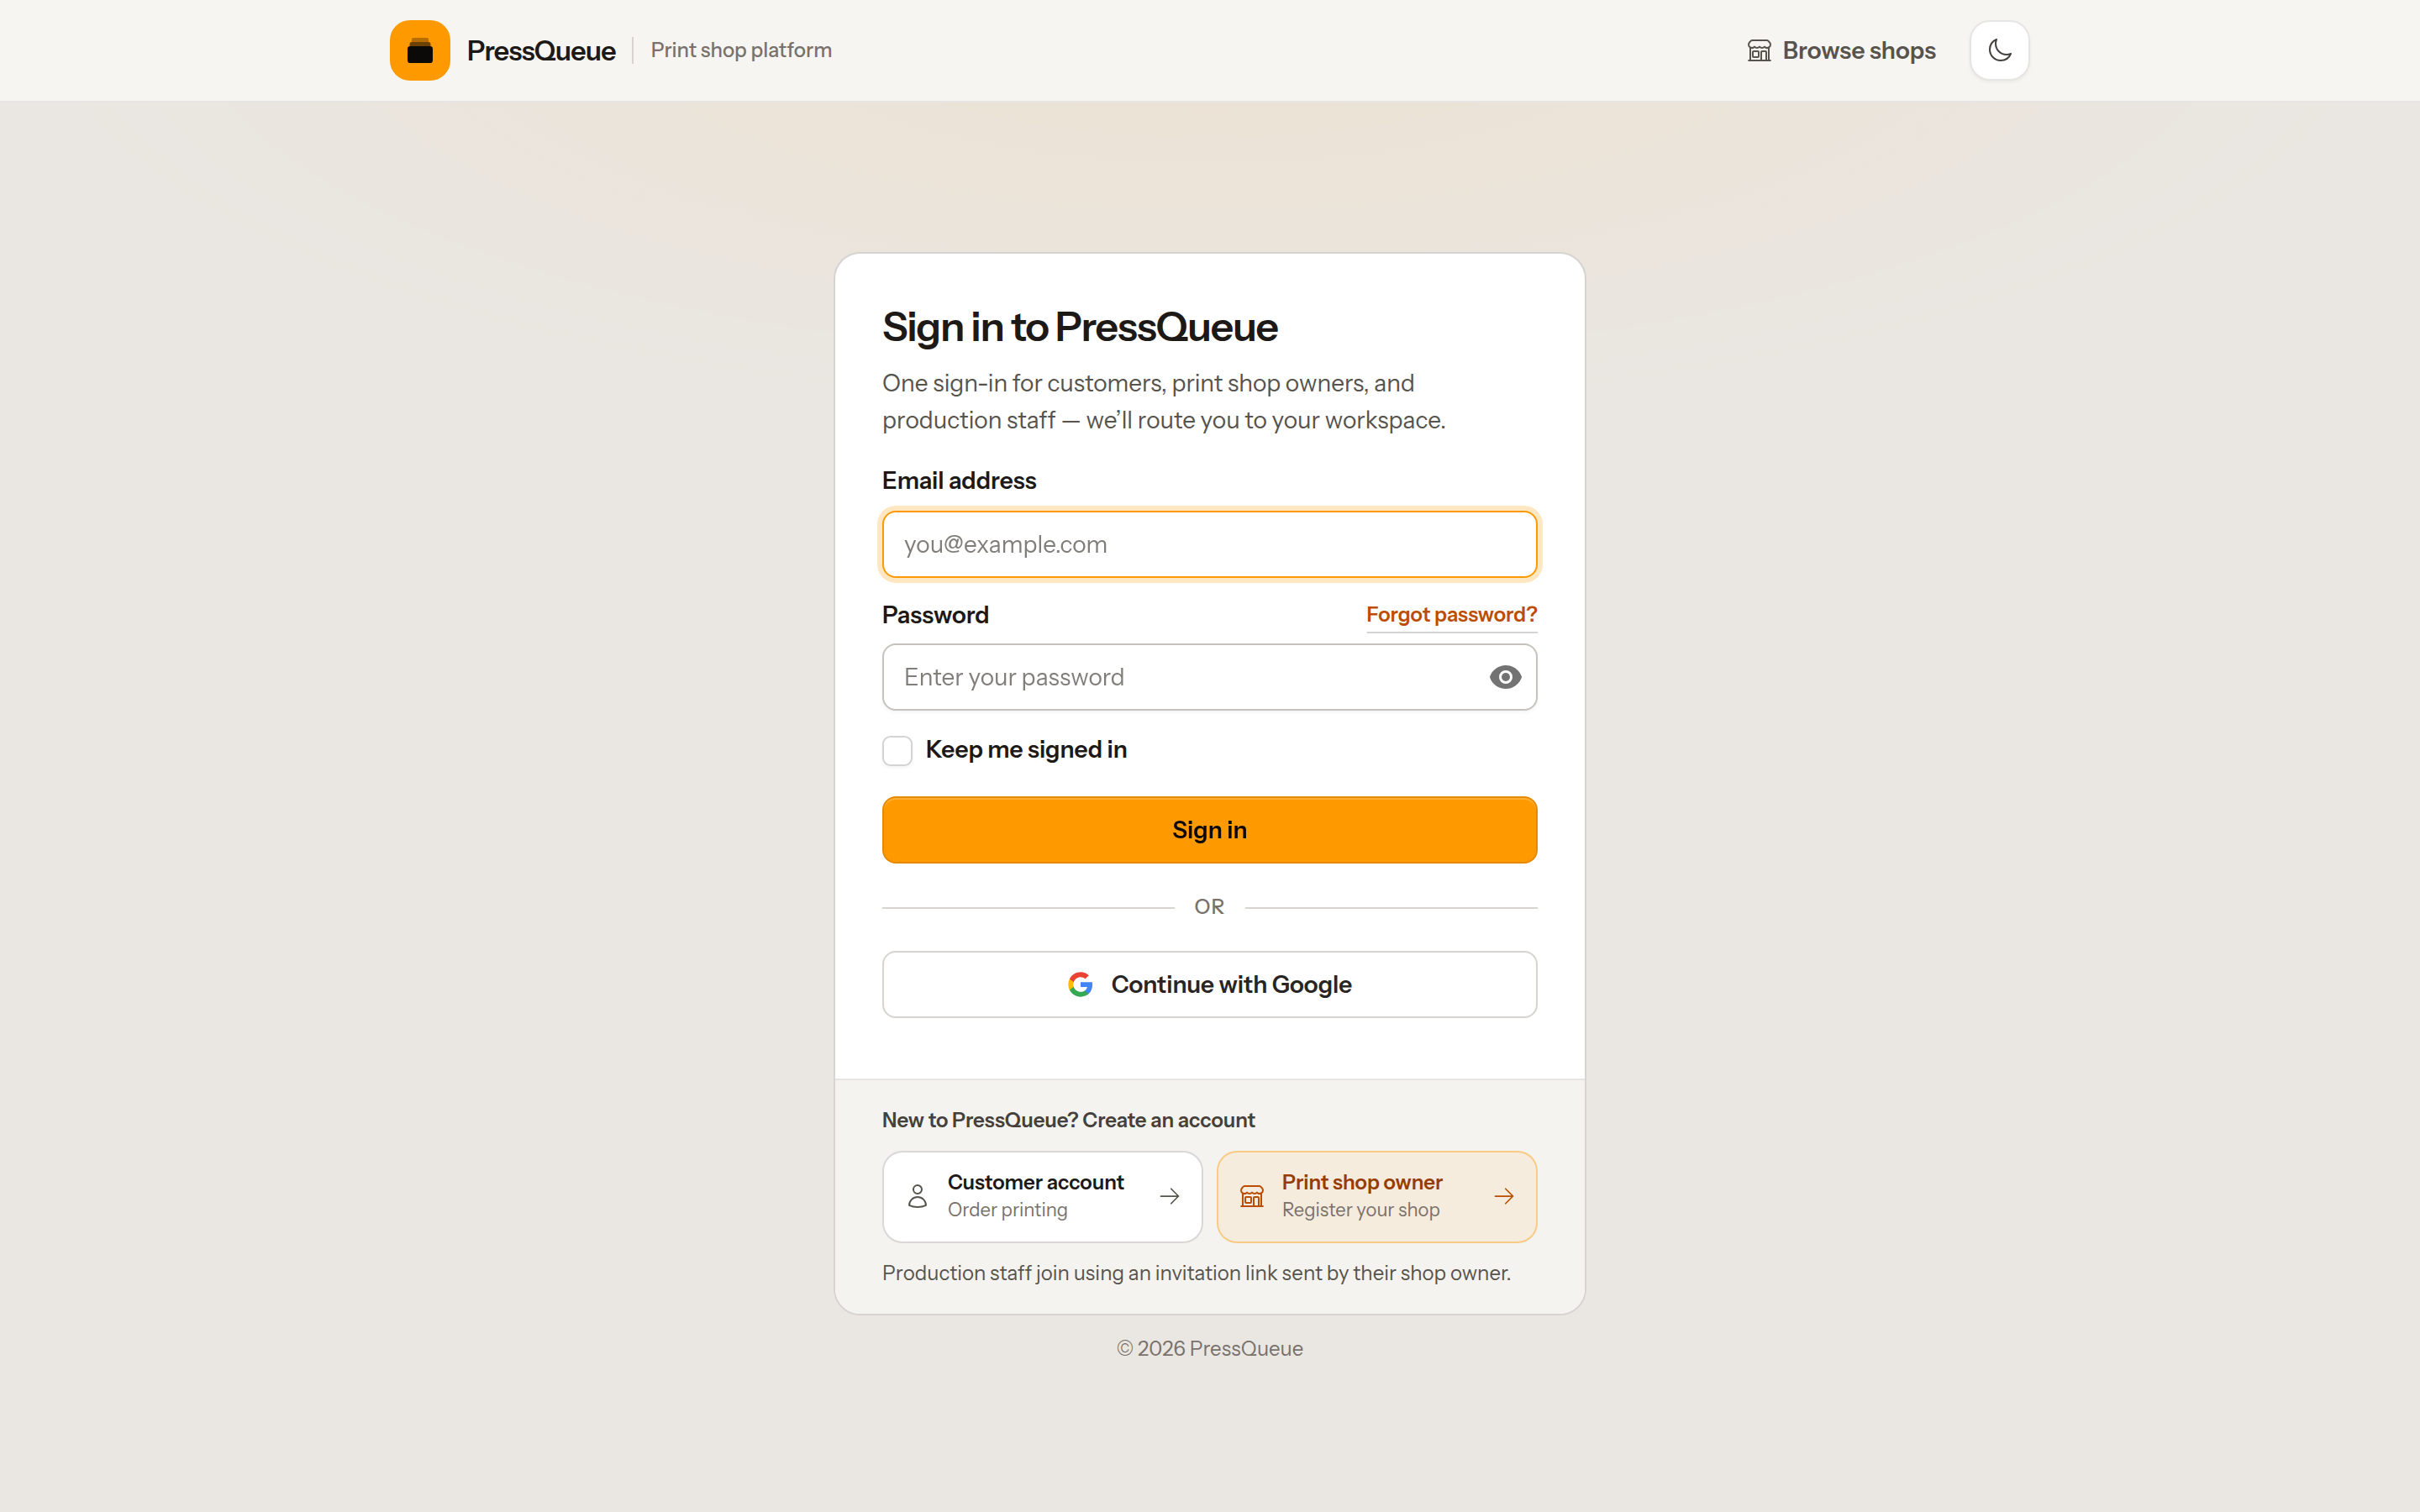 PressQueue
Print shop platform
Browse shops
Sign in to PressQueue
One sign-in for customers, print shop owners, and
production staff — we’ll route you to your workspace.
Email address
you@example.com
Password
Forgot password?
Enter your password
Keep me signed in
Sign in
OR
Continue with Google
New to PressQueue? Create an account
Customer account
Order printing
Print shop owner
Register your shop
Production staff join using an invitation link sent by their shop owner.
© 2026 PressQueue